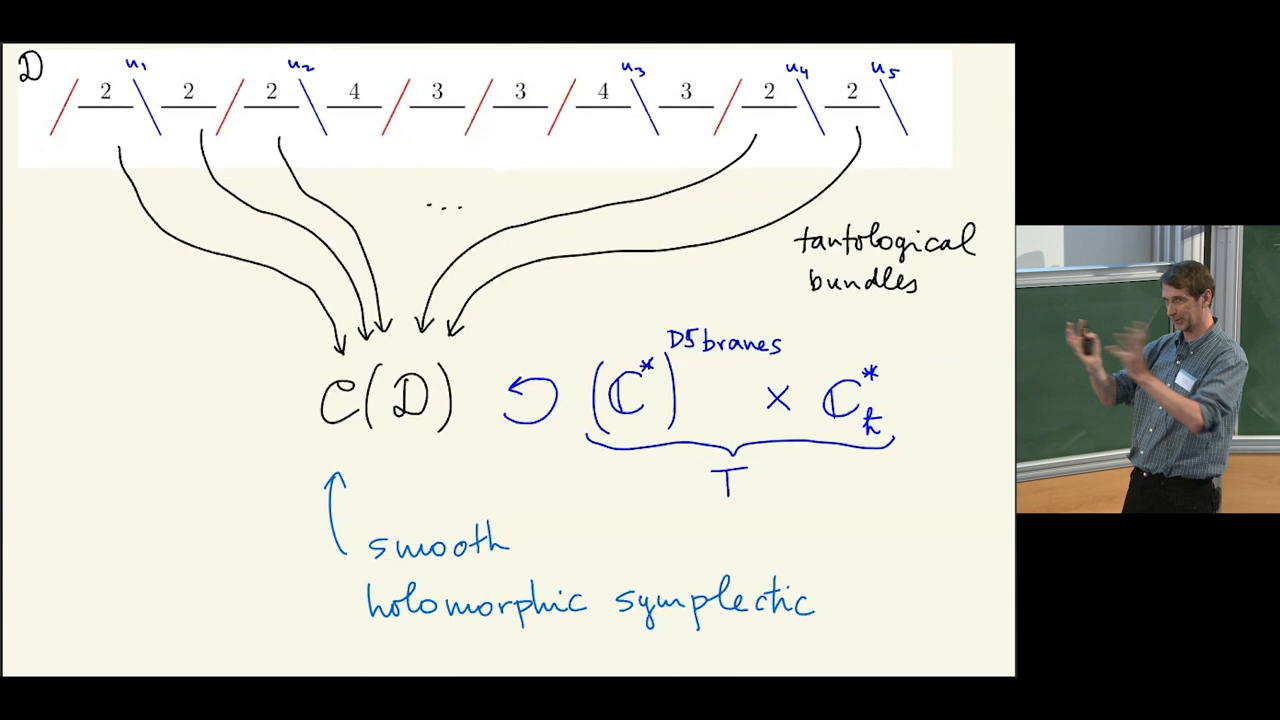 D
u₁ u₂ u₃ u₄ u₅
2 2 2 4 3 3 4 3 2 2
...
tautological
bundles
D5 branes
C(D) (ℂ*) × ℂ*ℏ
T
smooth
holomorphic symplectic